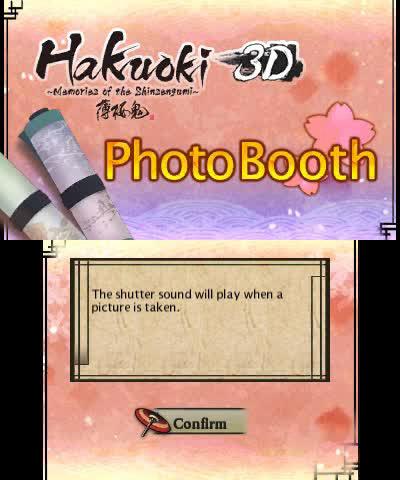 Hakuoki 3D
~Memories of the Shinsengumi~
薄桜鬼
PhotoBooth
The shutter sound will play when a
picture is taken.
Confirm